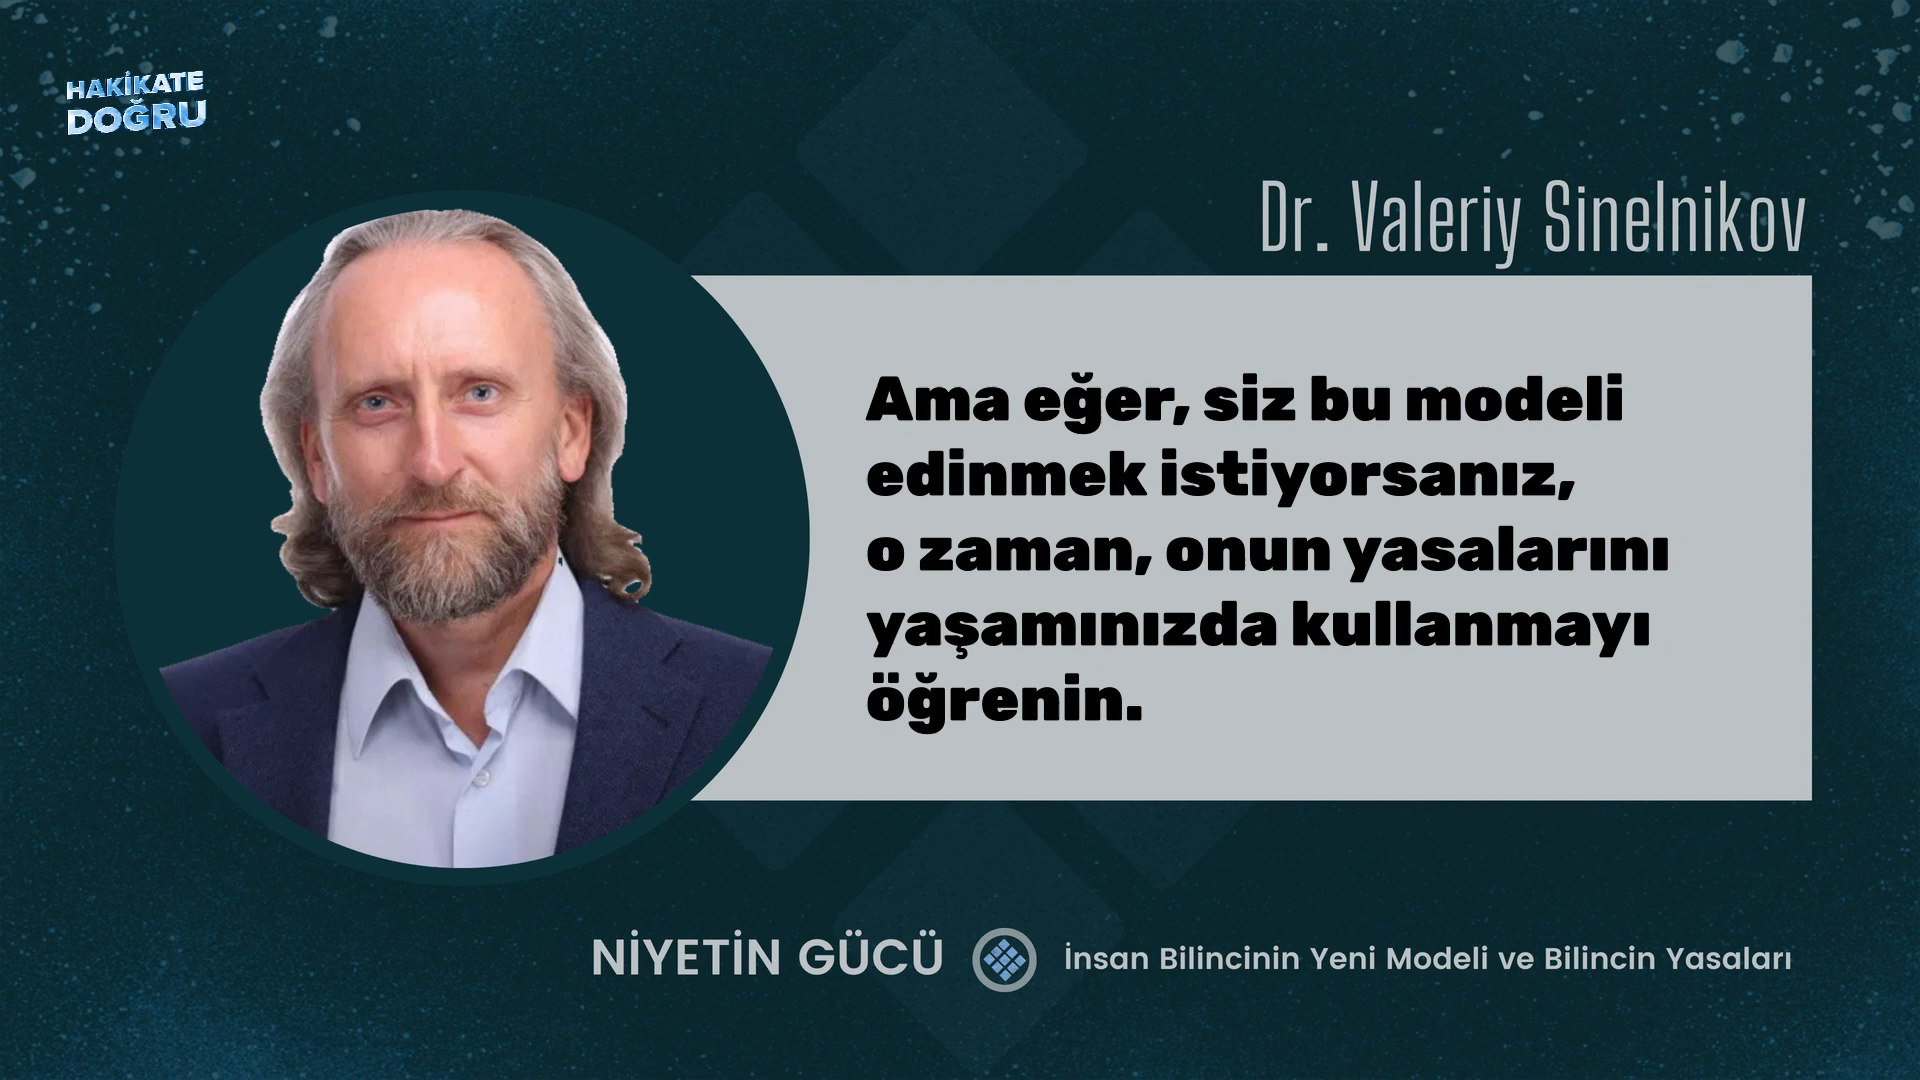 HAKİKATE
DOĞRU
Dr. Valeriy Sinelnikov
Ama eğer, siz bu modeli
edinmek istiyorsanız,
o zaman, onun yasalarını
yaşamınızda kullanmayı
öğrenin.
NİYETİN GÜCÜ
İnsan Bilincinin Yeni Modeli ve Bilincin Yasaları